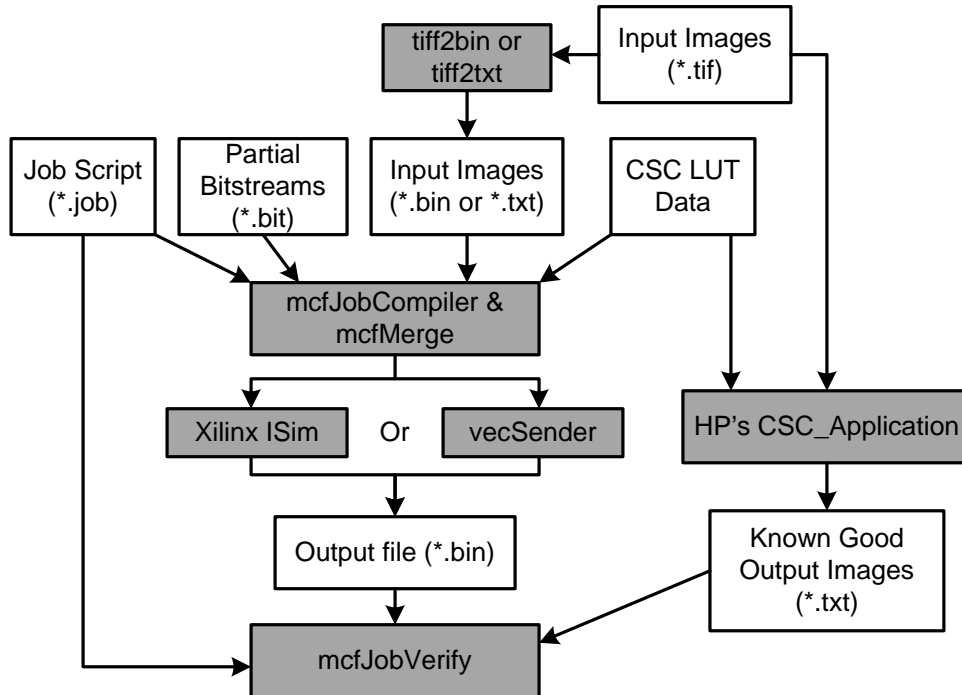 tiff2bin or
tiff2txt
Input Images
(*.tif)
Job Script
(*.job)
Partial
Bitstreams
(*.bit)
Input Images
(*.bin or *.txt)
CSC LUT
Data
mcfJobCompiler &
mcfMerge
Xilinx ISim
Or
vecSender
HP's CSC_Application
Output file (*.bin)
Known Good
Output Images
(*.txt)
mcfJobVerify